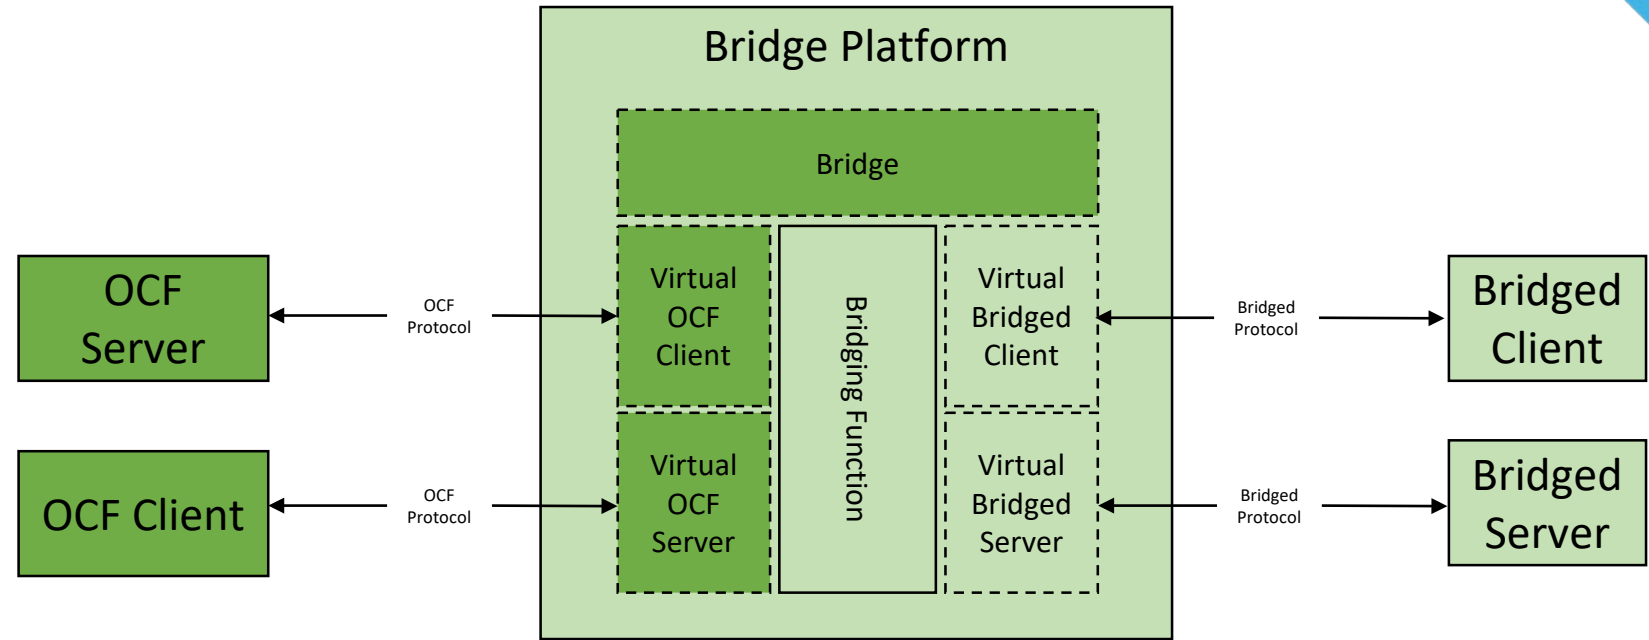 Bridge Platform
Bridge
OCF
Server
OCF
Protocol
Virtual
OCF
Client
Bridging Function
Virtual
Bridged
Client
Bridged
Protocol
Bridged
Client
OCF Client
OCF
Protocol
Virtual
OCF
Server
Virtual
Bridged
Server
Bridged
Protocol
Bridged
Server